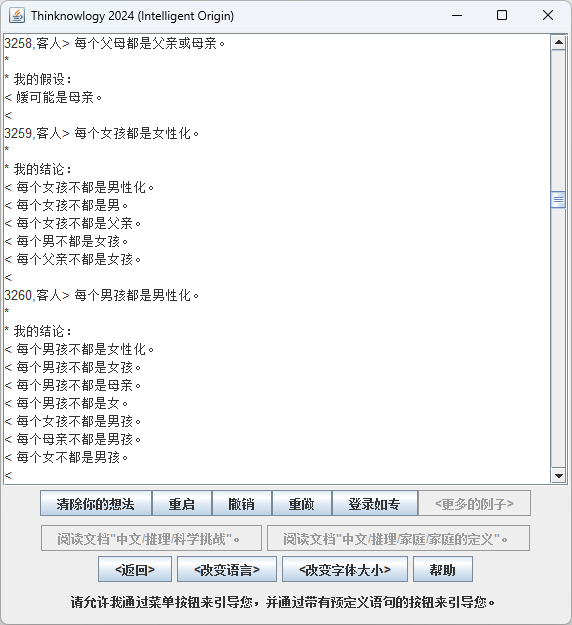 Thinknowlogy 2024 (Intelligent Origin)
3258,客人> 每个父母都是父亲或母亲。
*
* 我的假设：
< 媛可能是母亲。
<
3259,客人> 每个女孩都是女性化。
*
* 我的结论：
< 每个女孩不都是男性化。
< 每个女孩不都是男。
< 每个女孩不都是父亲。
< 每个男不都是女孩。
< 每个父亲不都是女孩。
<
3260,客人> 每个男孩都是男性化。
*
* 我的结论：
< 每个男孩不都是女性化。
< 每个男孩不都是女孩。
< 每个男孩不都是母亲。
< 每个男孩不都是女。
< 每个女孩不都是男孩。
< 每个母亲不都是男孩。
< 每个女不都是男孩。
<
清除你的想法 重启 撤销 重做 登录如专 <更多的例子>
阅读文档"中文/推理/科学挑战"。 阅读文档"中文/推理/家庭/家庭的定义"。
<返回> <改变语言> <改变字体大小> 帮助
请允许我通过菜单按钮来引导您，并通过带有预定义语句的按钮来引导您。